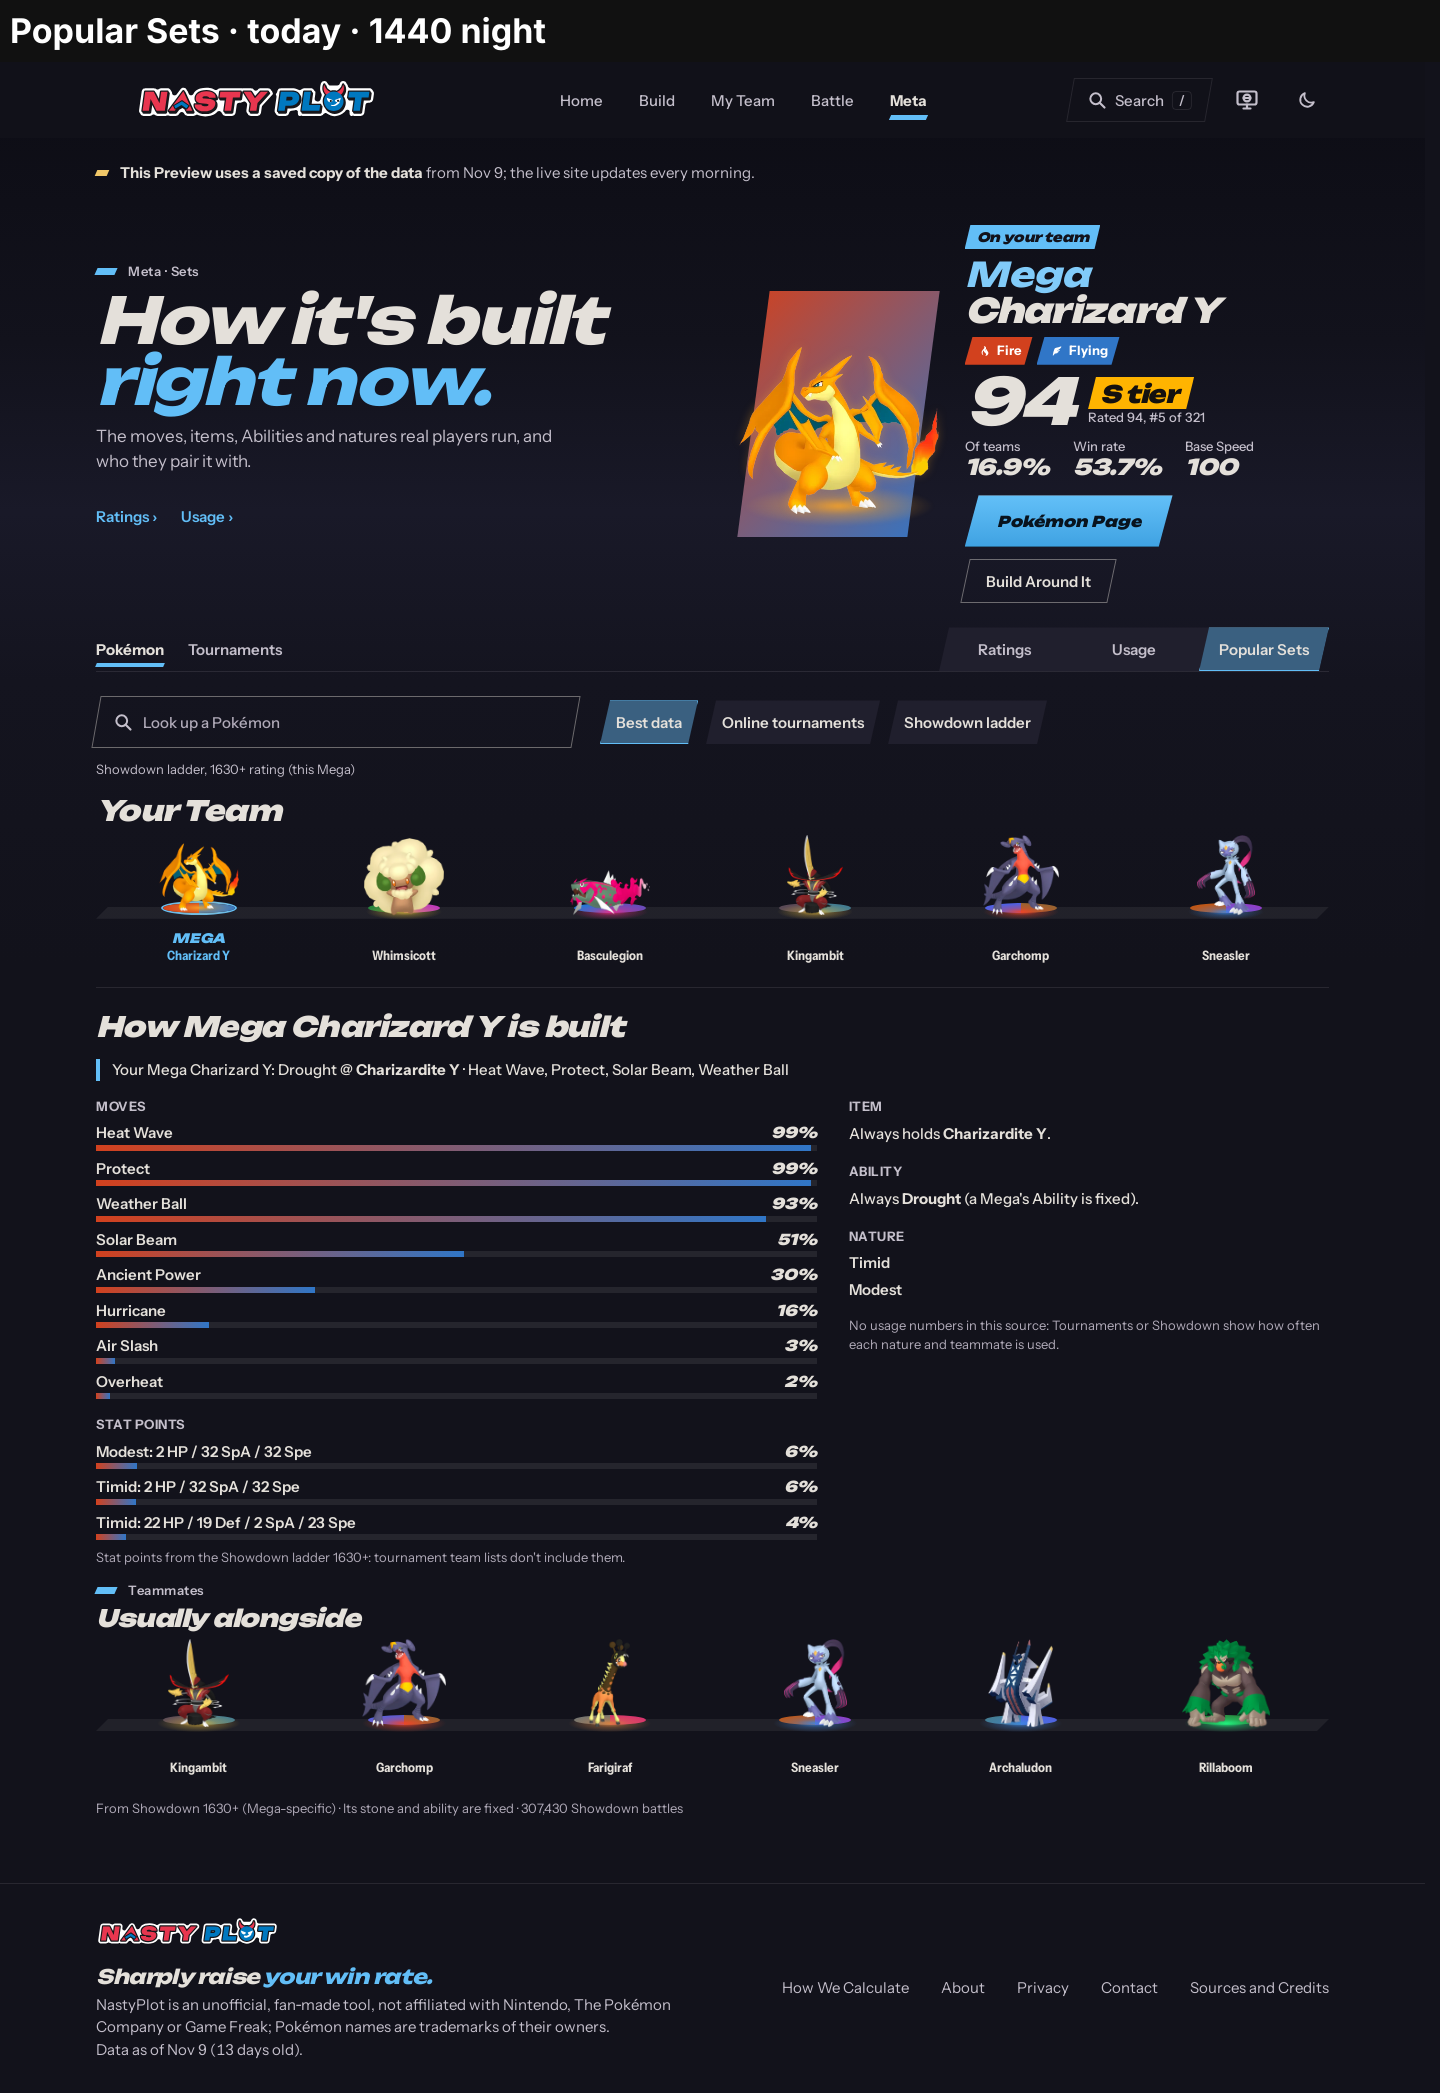 Popular Sets · today · 1440 night
NASTY PLOT
Home
Build
My Team
Battle
Meta
Search /
This Preview uses a saved copy of the data from Nov 9; the live site updates every morning.
Meta · Sets
How it's built
right now.
The moves, items, Abilities and natures real players run, and
who they pair it with.
Ratings ›
Usage ›
On your team
Mega
Charizard Y
Fire
Flying
94
S tier
Rated 94, #5 of 321
Of teams
Win rate
Base Speed
16.9%
53.7%
100
Pokémon Page
Build Around It
Pokémon
Tournaments
Ratings
Usage
Popular Sets
Look up a Pokémon
Best data
Online tournaments
Showdown ladder
Showdown ladder, 1630+ rating (this Mega)
Your Team
MEGA
Charizard Y
Whimsicott
Basculegion
Kingambit
Garchomp
Sneasler
How Mega Charizard Y is built
Your Mega Charizard Y: Drought @ Charizardite Y · Heat Wave, Protect, Solar Beam, Weather Ball
MOVES
Heat Wave 99%
Protect 99%
Weather Ball 93%
Solar Beam 51%
Ancient Power 30%
Hurricane 16%
Air Slash 3%
Overheat 2%
STAT POINTS
Modest: 2 HP / 32 SpA / 32 Spe 6%
Timid: 2 HP / 32 SpA / 32 Spe 6%
Timid: 22 HP / 19 Def / 2 SpA / 23 Spe 4%
Stat points from the Showdown ladder 1630+: tournament team lists don't include them.
ITEM
Always holds Charizardite Y.
ABILITY
Always Drought (a Mega's Ability is fixed).
NATURE
Timid
Modest
No usage numbers in this source: Tournaments or Showdown show how often
each nature and teammate is used.
Teammates
Usually alongside
Kingambit
Garchomp
Farigiraf
Sneasler
Archaludon
Rillaboom
From Showdown 1630+ (Mega-specific) · Its stone and ability are fixed · 307,430 Showdown battles
NASTY PLOT
Sharply raise your win rate.
NastyPlot is an unofficial, fan-made tool, not affiliated with Nintendo, The Pokémon
Company or Game Freak; Pokémon names are trademarks of their owners.
Data as of Nov 9 (13 days old).
How We Calculate
About
Privacy
Contact
Sources and Credits